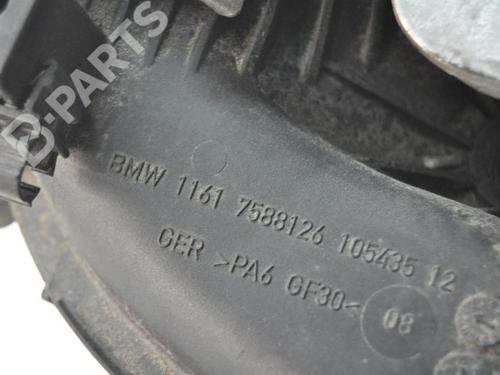 B-Parts
BMW 1161 7588126 105435 12
GER >PA6 GF30< 08